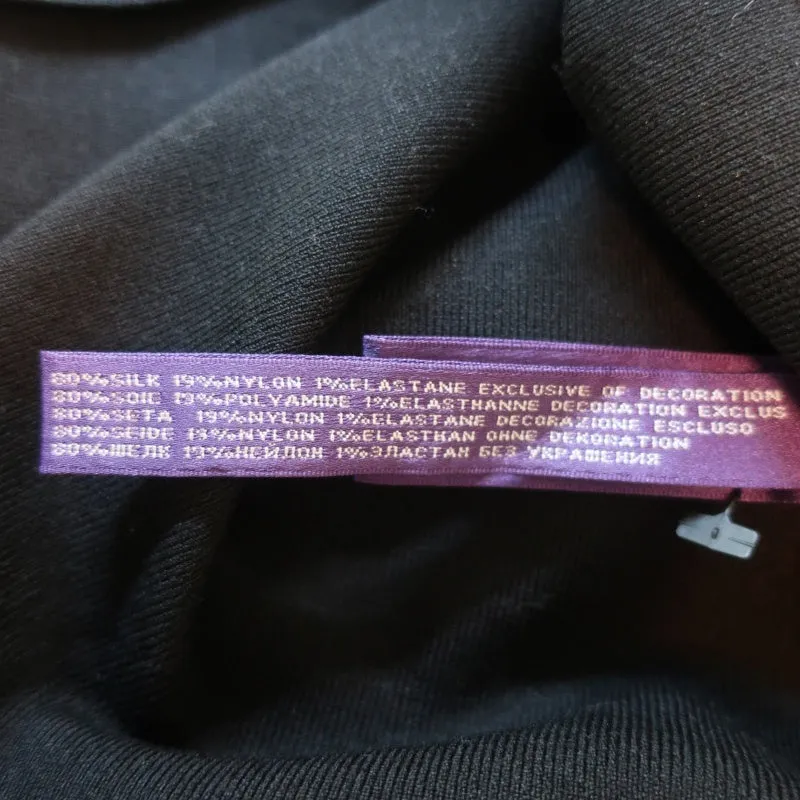 80%SILK 19%NYLON 1%ELASTANE EXCLUSIVE OF DECORATION
80%SOIE 19%POLYAMIDE 1%ELASTHANNE DECORATION EXCLUS
80%SETA 19%NYLON 1%ELASTANE DECORAZIONE ESCLUSO
80%SEIDE 19%NYLON 1%ELASTHAN OHNE DEKORATION
80%ШЕЛК 19%НЕЙЛОН 1%ЭЛАСТАН БЕЗ УКРАШЕНИЯ